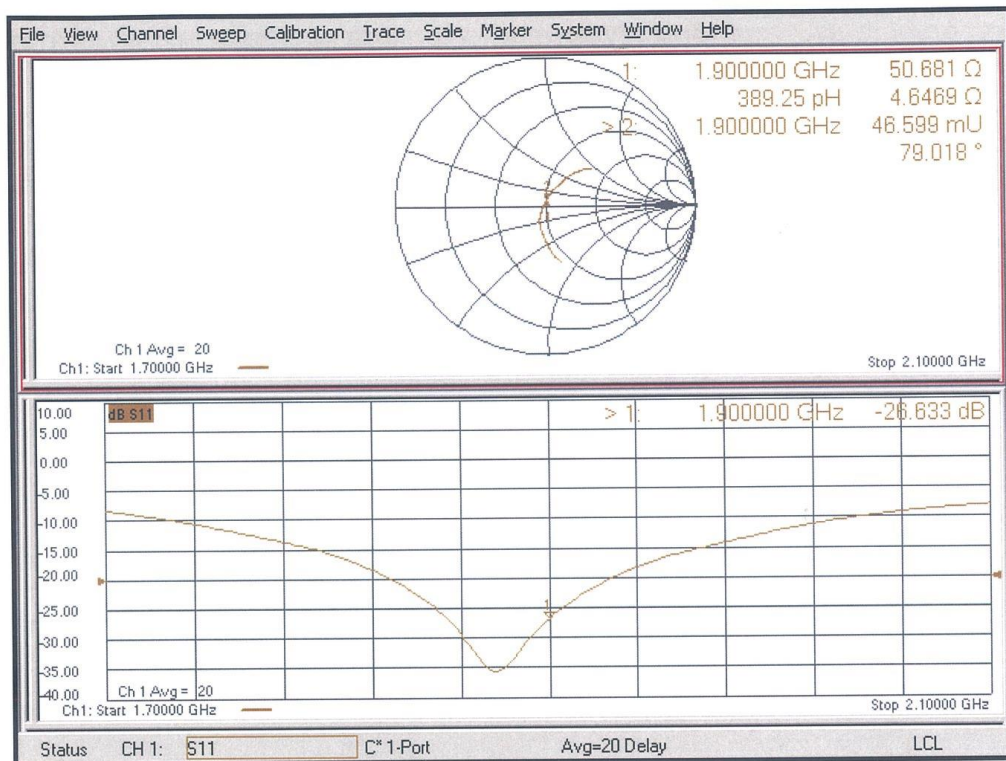 File View Channel Sweep Calibration Trace Scale Marker System Window Help
1: 1.900000 GHz 50.681 Ω
389.25 pH 4.6469 Ω
> 2: 1.900000 GHz 46.599 mU
79.018 °
Ch 1 Avg = 20
Ch1: Start 1.70000 GHz
Stop 2.10000 GHz
10.00
dB S11
> 1: 1.900000 GHz -26.633 dB
5.00
0.00
-5.00
-10.00
-15.00
-20.00
-25.00
1
-30.00
-35.00
-40.00
Ch 1 Avg = 20
Ch1: Start 1.70000 GHz
Stop 2.10000 GHz
Status CH 1: S11 C* 1-Port Avg=20 Delay LCL